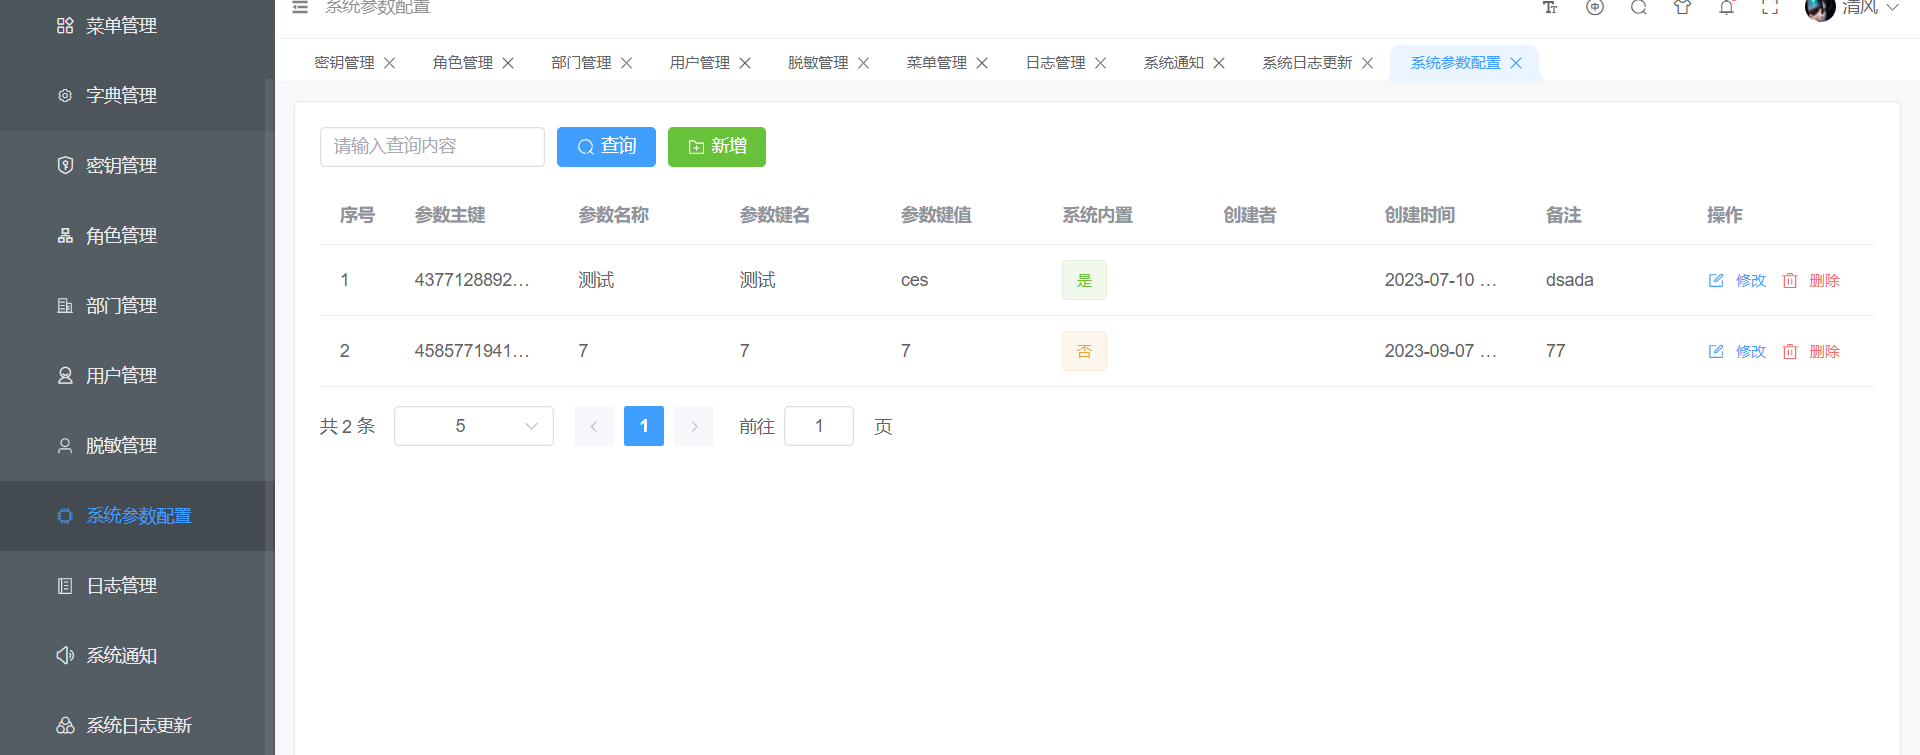 菜单管理
字典管理
密钥管理
角色管理
部门管理
用户管理
脱敏管理
系统参数配置
日志管理
系统通知
系统日志更新
系统参数配置
清风
密钥管理 角色管理 部门管理 用户管理 脱敏管理 菜单管理 日志管理 系统通知 系统日志更新 系统参数配置
请输入查询内容 查询 新增
序号 参数主键 参数名称 参数键名 参数键值 系统内置 创建者 创建时间 备注 操作
1 4377128892... 测试 测试 ces 是 2023-07-10 ... dsada 修改 删除
2 4585771941... 7 7 7 否 2023-09-07 ... 77 修改 删除
共 2 条 5 1 前往 1 页